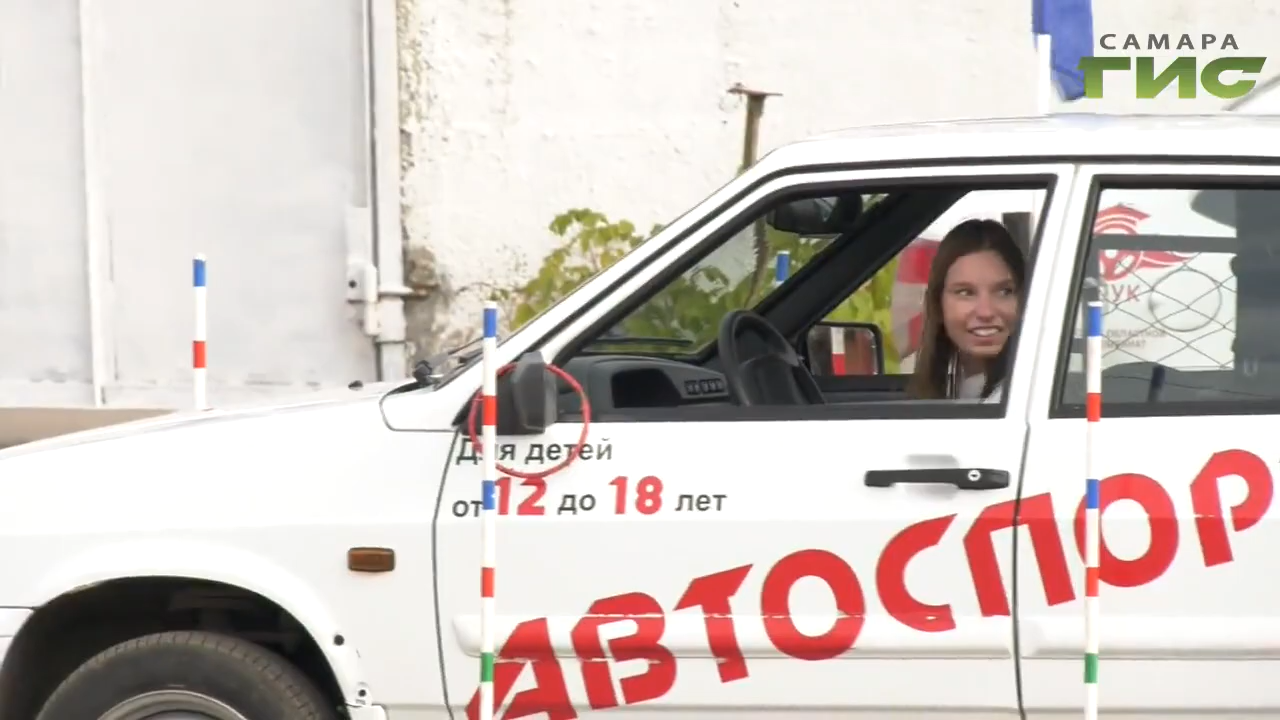 САМАРА
ГИС
Для детей
от 12 до 18 лет
АВТОСПОР